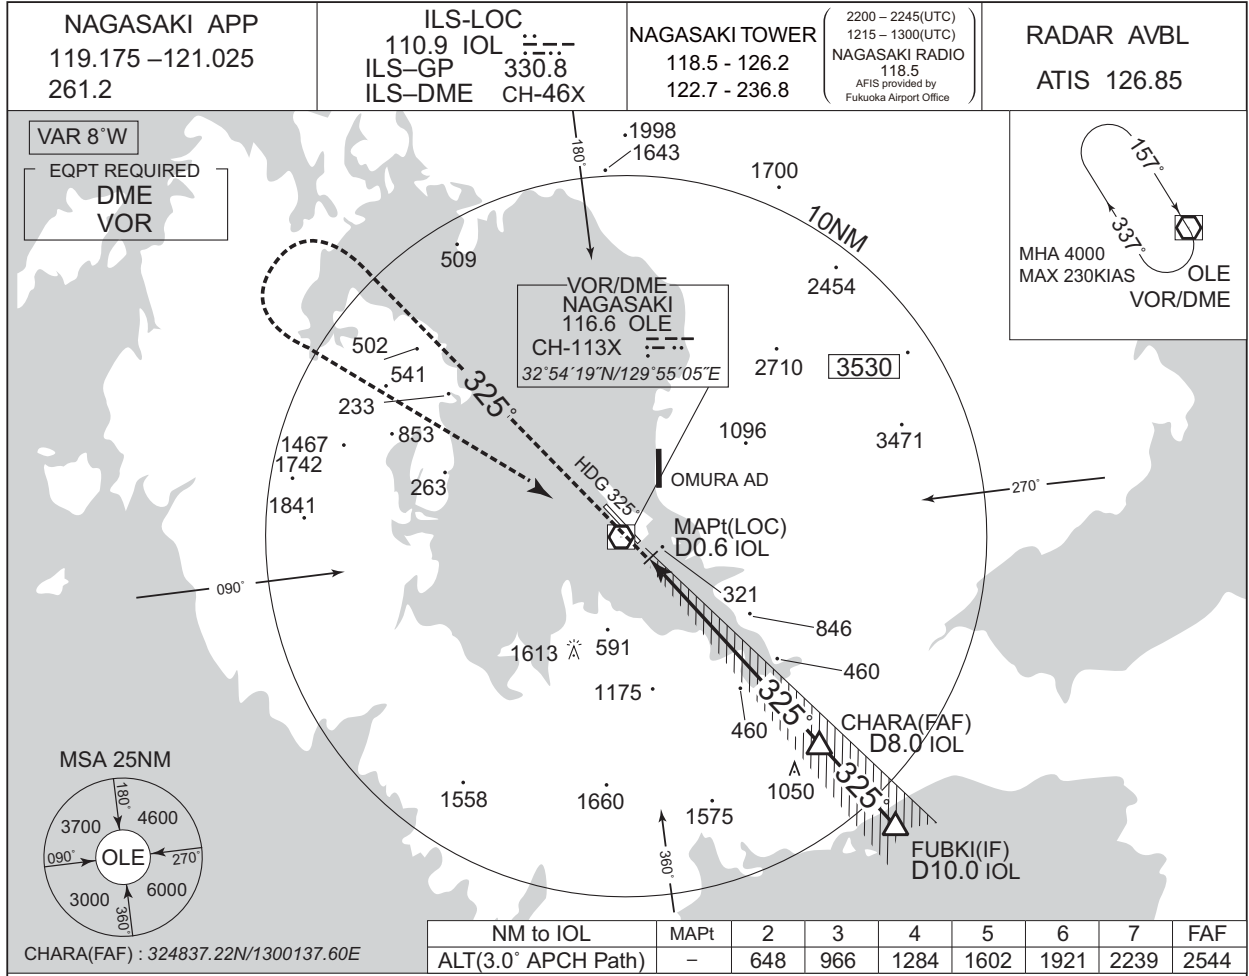 NAGASAKI APP
119.175 –121.025
261.2
ILS-LOC
110.9 IOL
ILS–GP 330.8
ILS–DME CH-46X
NAGASAKI TOWER
118.5 - 126.2
122.7 - 236.8
2200 – 2245(UTC)
1215 – 1300(UTC)
NAGASAKI RADIO
118.5
AFIS provided by
Fukuoka Airport Office
RADAR AVBL
ATIS 126.85
VAR 8˚W
EQPT REQUIRED
DME
VOR
180˚
1998
1643
1700
10NM
157˚
337˚
MHA 4000
MAX 230KIAS
OLE
VOR/DME
509
2454
VOR/DME
NAGASAKI
116.6 OLE
CH-113X
32˚54´19˝N/129˚55´05˝E
502
541
233
325˚
2710
3530
853
1467
1742
1841
263
1096
3471
HDG 325˚
OMURA AD
270˚
MAPt(LOC)
D0.6 IOL
090˚
321
846
460
1613
591
1175
460
325˚
CHARA(FAF)
D8.0 IOL
325˚
1050
1558
1660
1575
FUBKI(IF)
D10.0 IOL
360˚
MSA 25NM
180˚
3700
4600
090˚
OLE
270˚
3000
6000
360˚
CHARA(FAF) : 324837.22N/1300137.60E
NM to IOL MAPt 2 3 4 5 6 7 FAF
ALT(3.0˚ APCH Path) – 648 966 1284 1602 1921 2239 2544